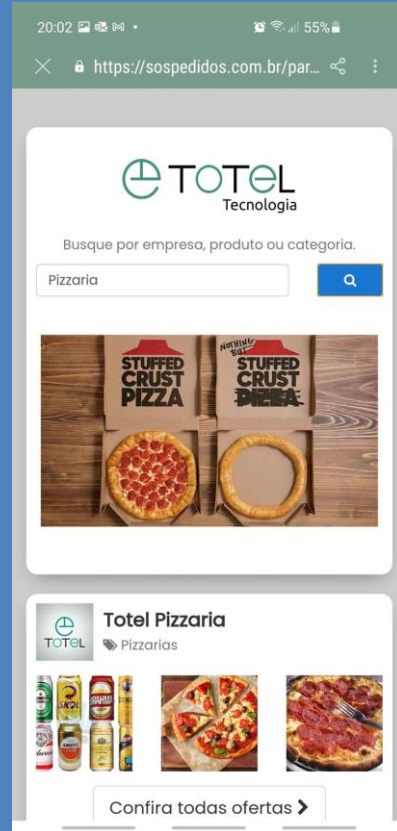 20:02
55%
https://sospedidos.com.br/par...
TOTEL
Tecnologia
Busque por empresa, produto ou categoria.
Pizzaria
STUFFED
CRUST
PIZZA
NOTHING
BUT
STUFFED
CRUST
PIZZA
TOTEL
Totel Pizzaria
Pizzarias
SKOL
AMSTEL
Confira todas ofertas